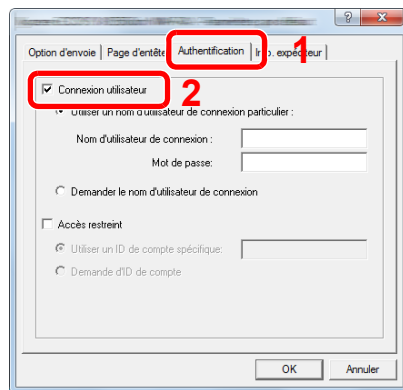 Option d'envoie Page d'entête Authentification 1 expéditeur
Connexion utilisateur 2
Utiliser un nom d'utilisateur de connexion particulier :
Nom d'utilisateur de connexion :
Mot de passe:
Demander le nom d'utilisateur de connexion
Accès restreint
Utiliser un ID de compte spécifique:
Demande d'ID de compte
OK Annuler